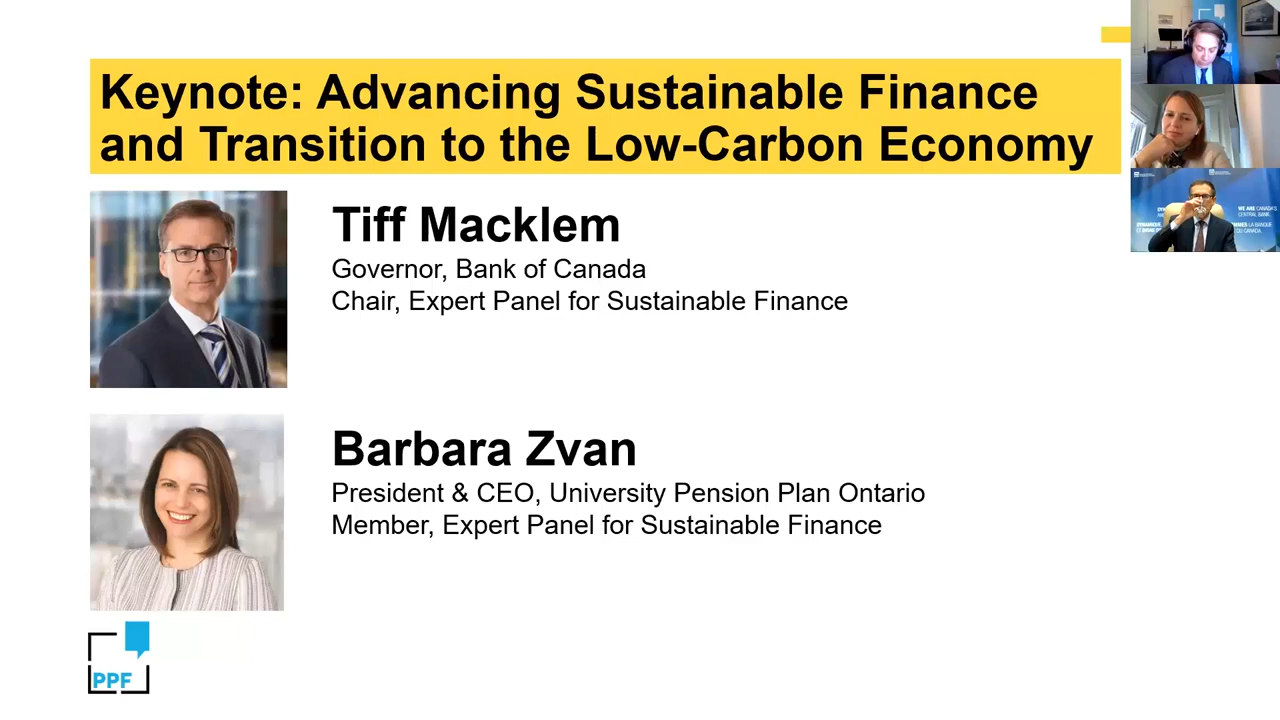 Keynote: Advancing Sustainable Finance
and Transition to the Low-Carbon Economy
Tiff Macklem
Governor, Bank of Canada
Chair, Expert Panel for Sustainable Finance
Barbara Zvan
President & CEO, University Pension Plan Ontario
Member, Expert Panel for Sustainable Finance
PPF
WE ARE CANADA'S
CENTRAL BANK.